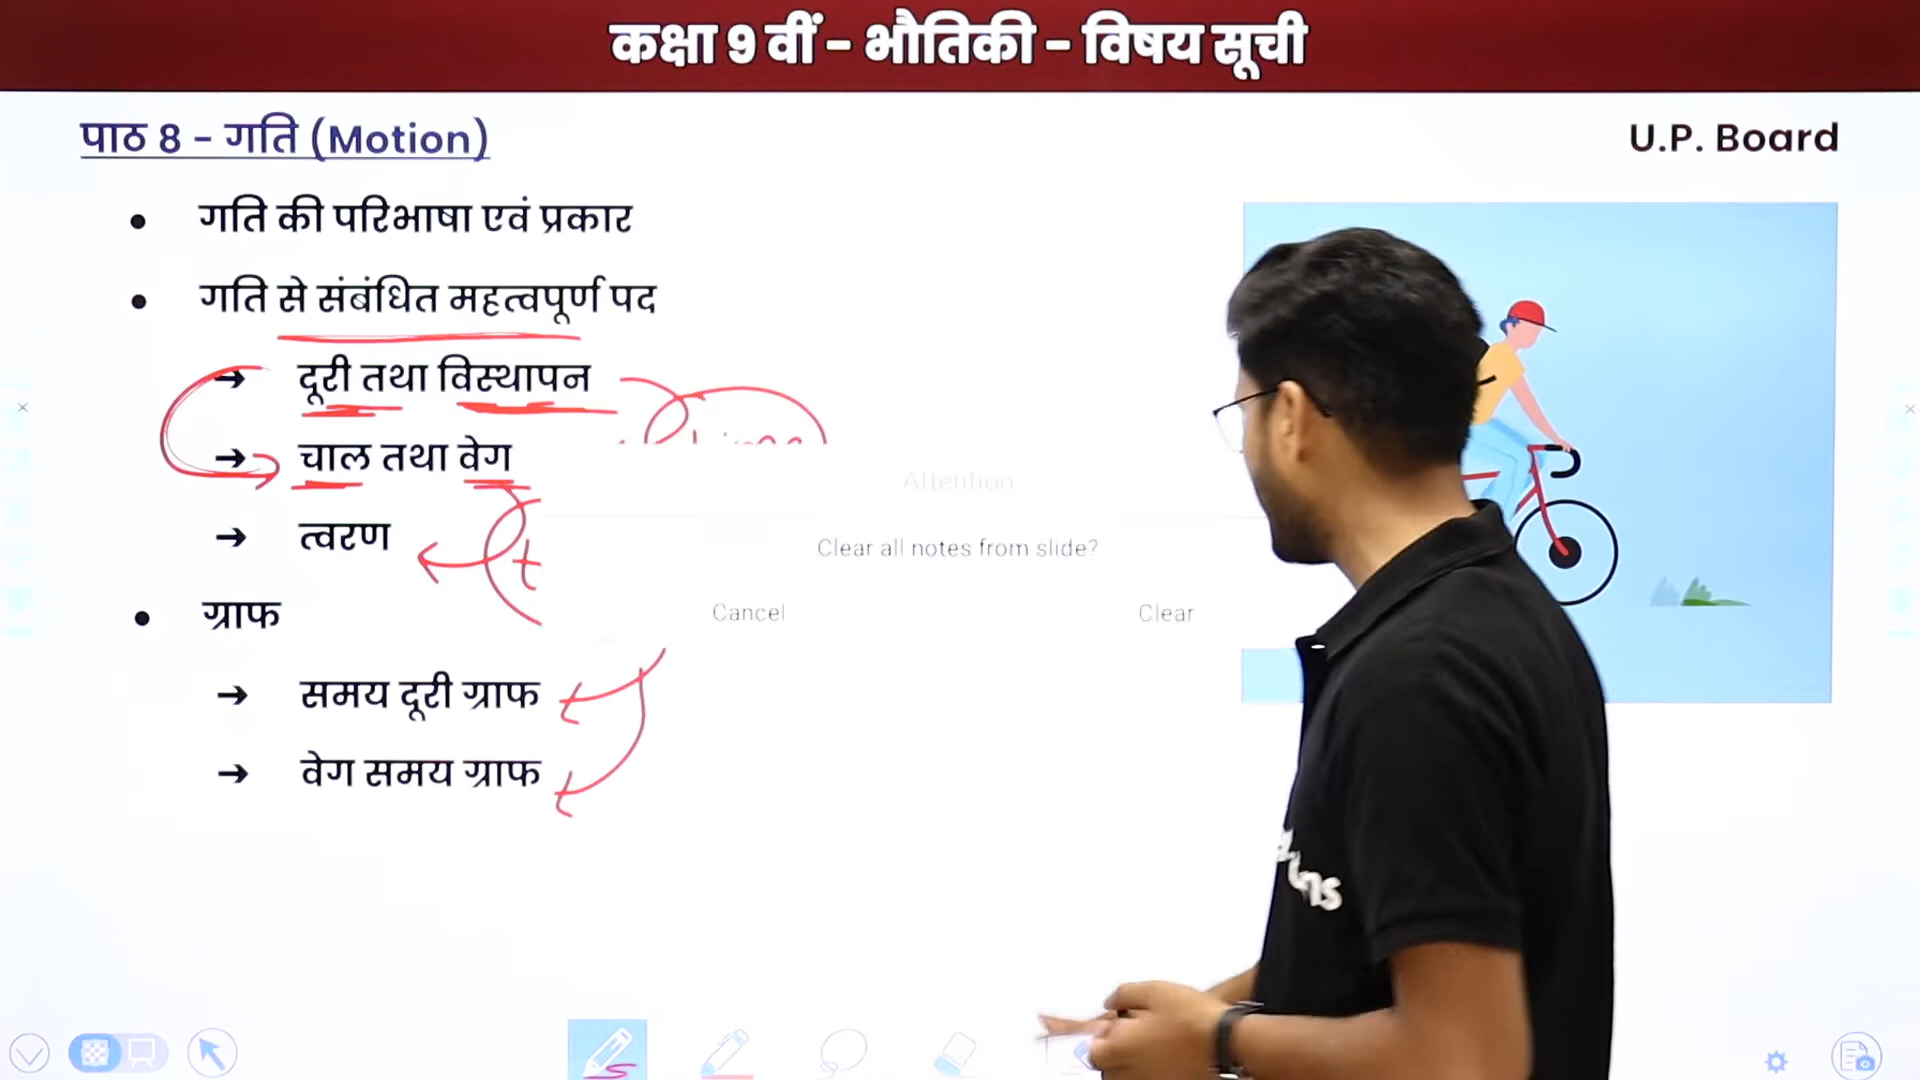 कक्षा 9 वीं - भौतिकी - विषय सूची
पाठ 8 - गति (Motion)
U.P. Board
• गति की परिभाषा एवं प्रकार
• गति से संबंधित महत्वपूर्ण पद
→ दूरी तथा विस्थापन
→ चाल तथा वेग
Attention
→ त्वरण
t
Clear all notes from slide?
Cancel
Clear
• ग्राफ
→ समय दूरी ग्राफ
→ वेग समय ग्राफ